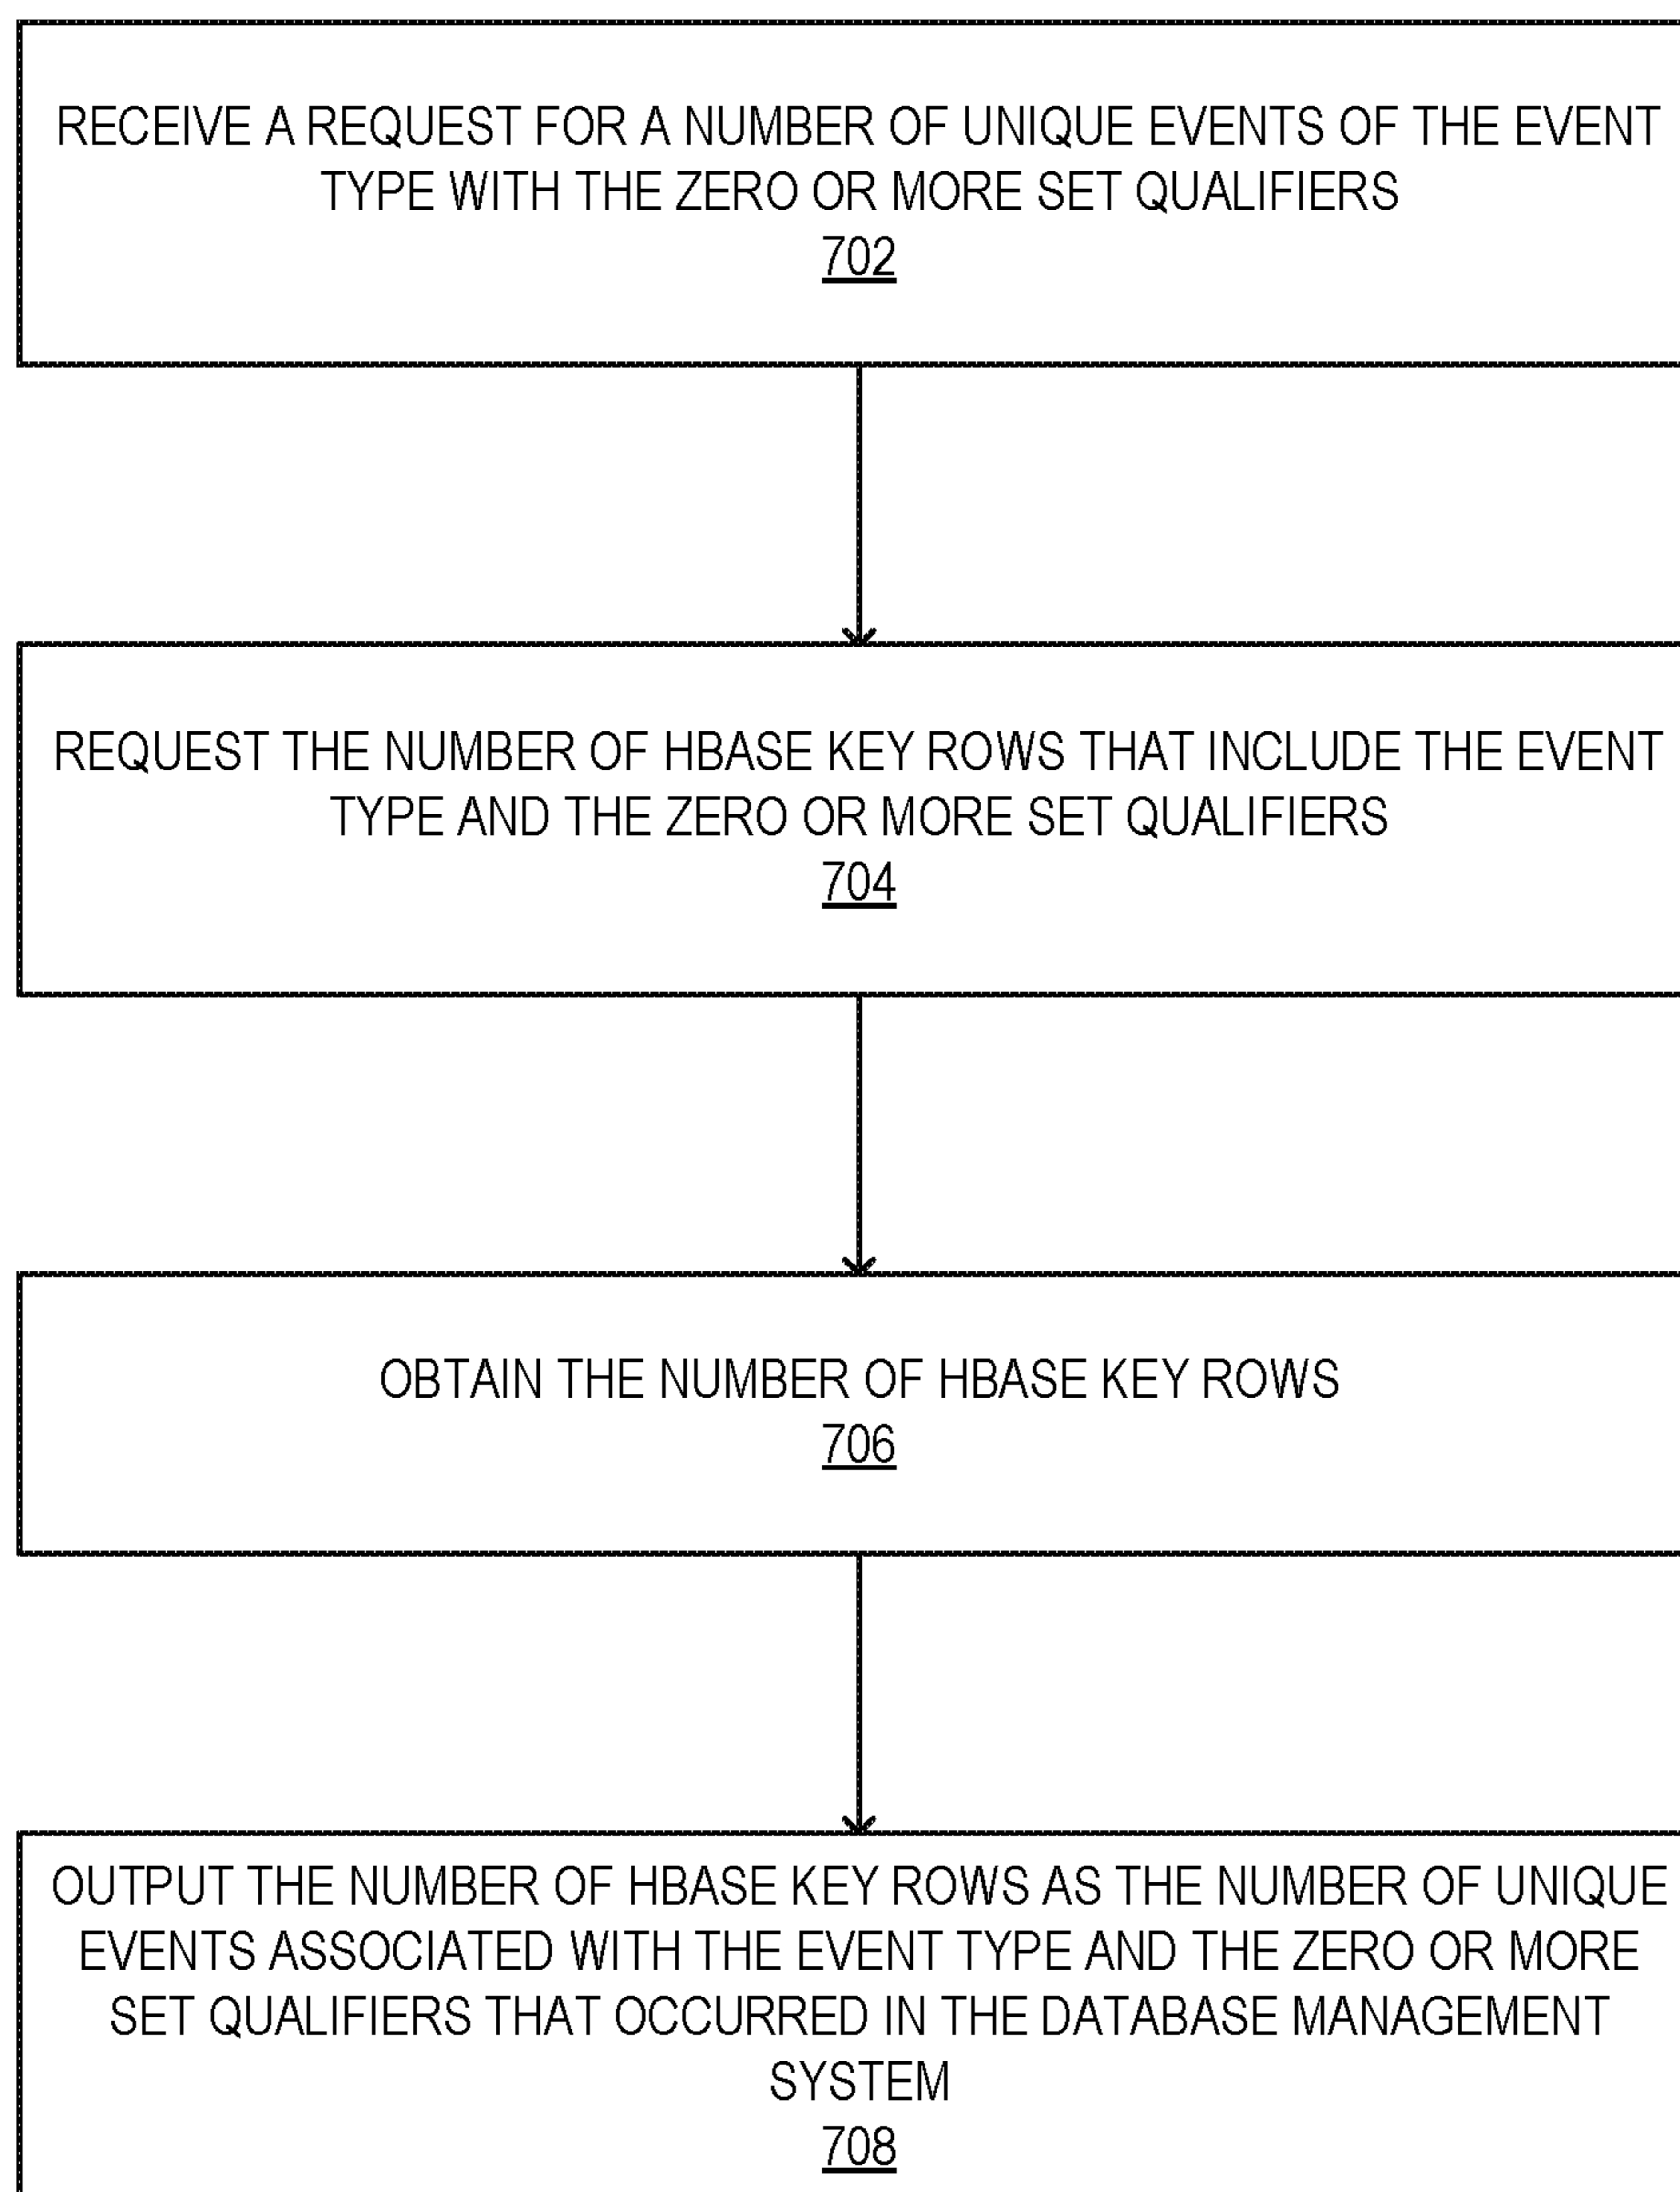 RECEIVE A REQUEST FOR A NUMBER OF UNIQUE EVENTS OF THE EVENT
TYPE WITH THE ZERO OR MORE SET QUALIFIERS
702
REQUEST THE NUMBER OF HBASE KEY ROWS THAT INCLUDE THE EVENT
TYPE AND THE ZERO OR MORE SET QUALIFIERS
704
OBTAIN THE NUMBER OF HBASE KEY ROWS
706
OUTPUT THE NUMBER OF HBASE KEY ROWS AS THE NUMBER OF UNIQUE
EVENTS ASSOCIATED WITH THE EVENT TYPE AND THE ZERO OR MORE
SET QUALIFIERS THAT OCCURRED IN THE DATABASE MANAGEMENT
SYSTEM
708